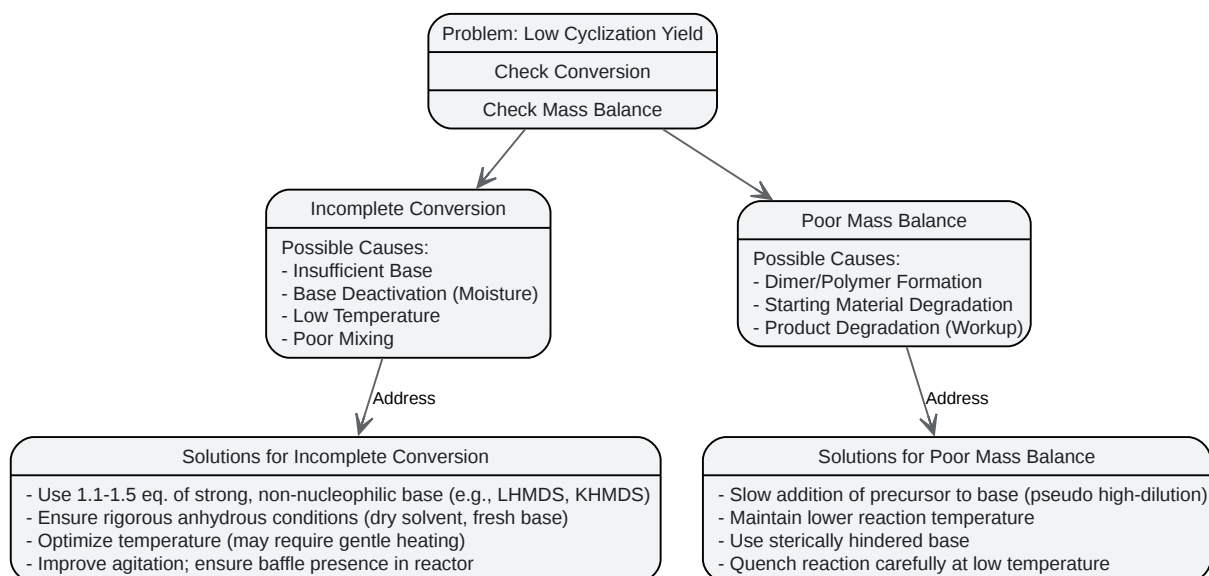 Problem: Low Cyclization Yield
Check Conversion
Check Mass Balance
Incomplete Conversion
Possible Causes:
- Insufficient Base
- Base Deactivation (Moisture)
- Low Temperature
- Poor Mixing
Poor Mass Balance
Possible Causes:
- Dimer/Polymer Formation
- Starting Material Degradation
- Product Degradation (Workup)
Address
Address
Solutions for Incomplete Conversion
- Use 1.1-1.5 eq. of strong, non-nucleophilic base (e.g., LHMDS, KHMDS)
- Ensure rigorous anhydrous conditions (dry solvent, fresh base)
- Optimize temperature (may require gentle heating)
- Improve agitation; ensure baffle presence in reactor
Solutions for Poor Mass Balance
- Slow addition of precursor to base (pseudo high-dilution)
- Maintain lower reaction temperature
- Use sterically hindered base
- Quench reaction carefully at low temperature